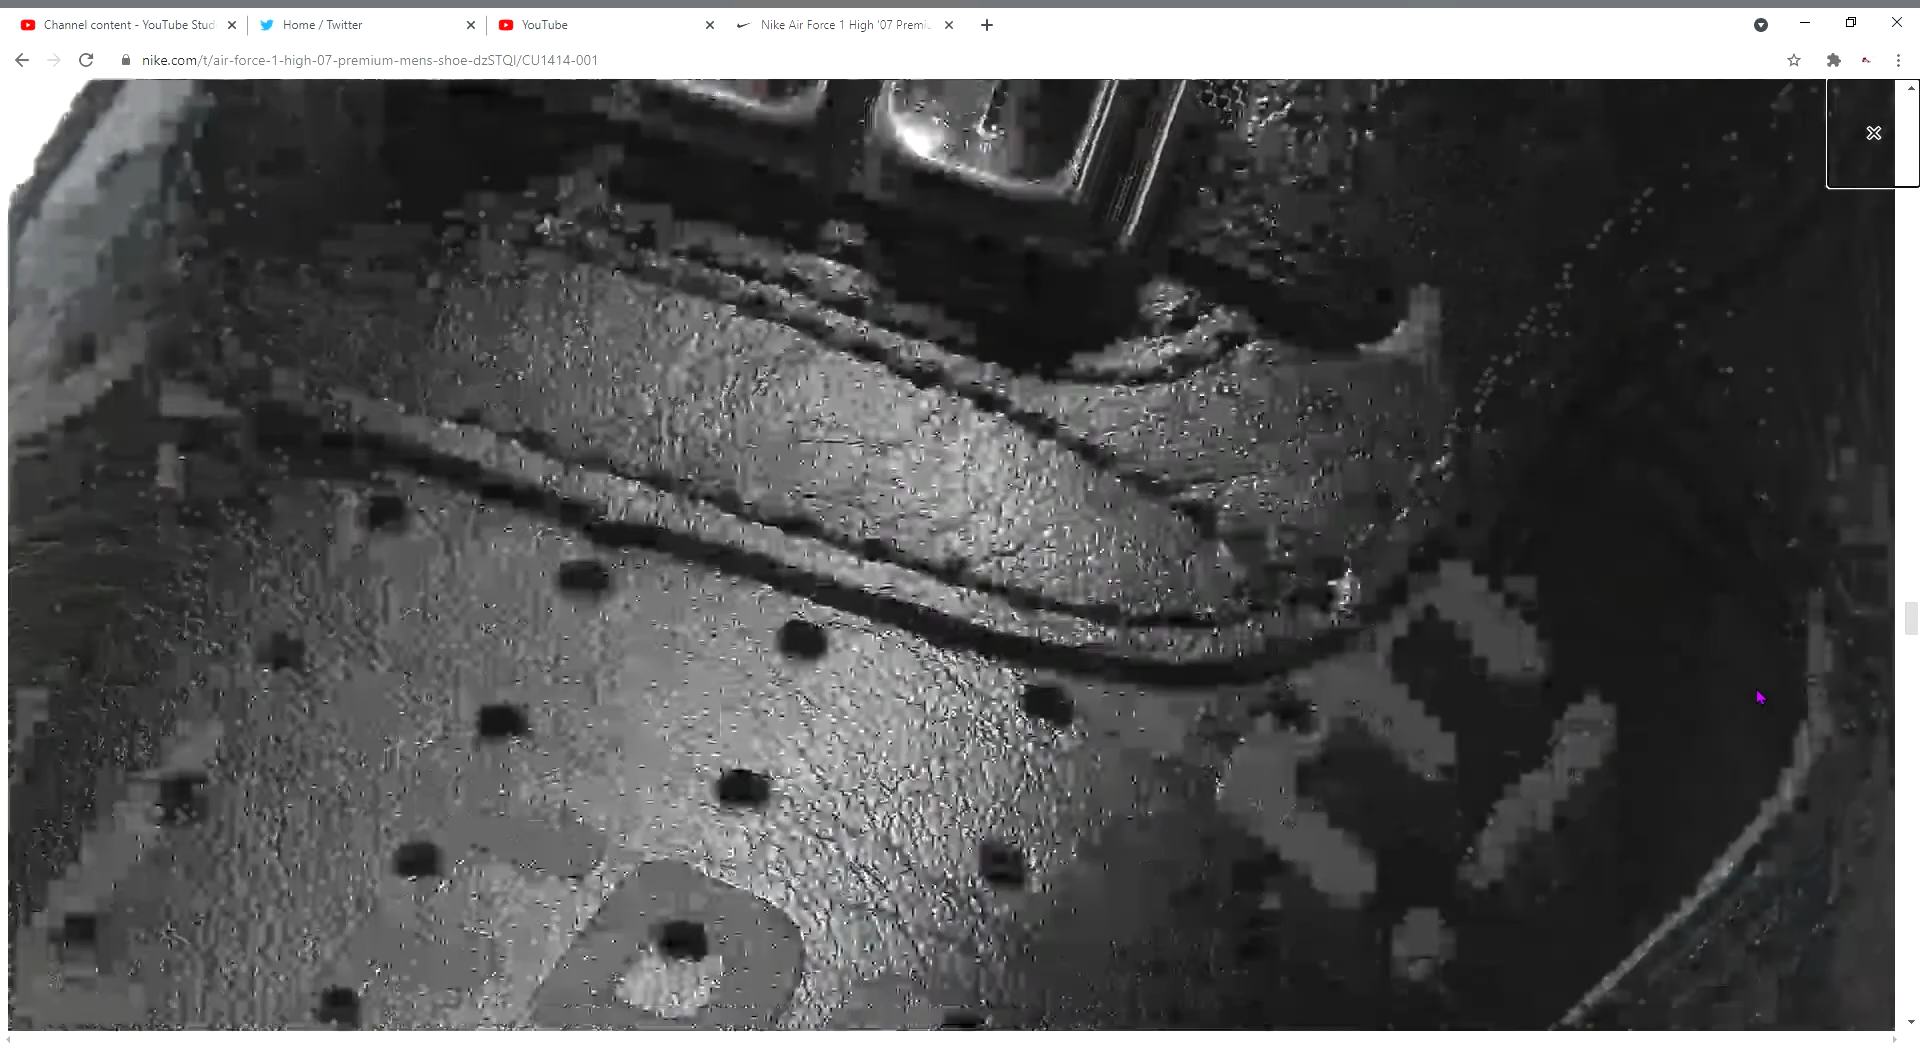 Channel content - YouTube Stud
Home / Twitter
YouTube
Nike Air Force 1 High '07 Premi
nike.com/t/air-force-1-high-07-premium-mens-shoe-dzSTQl/CU1414-001